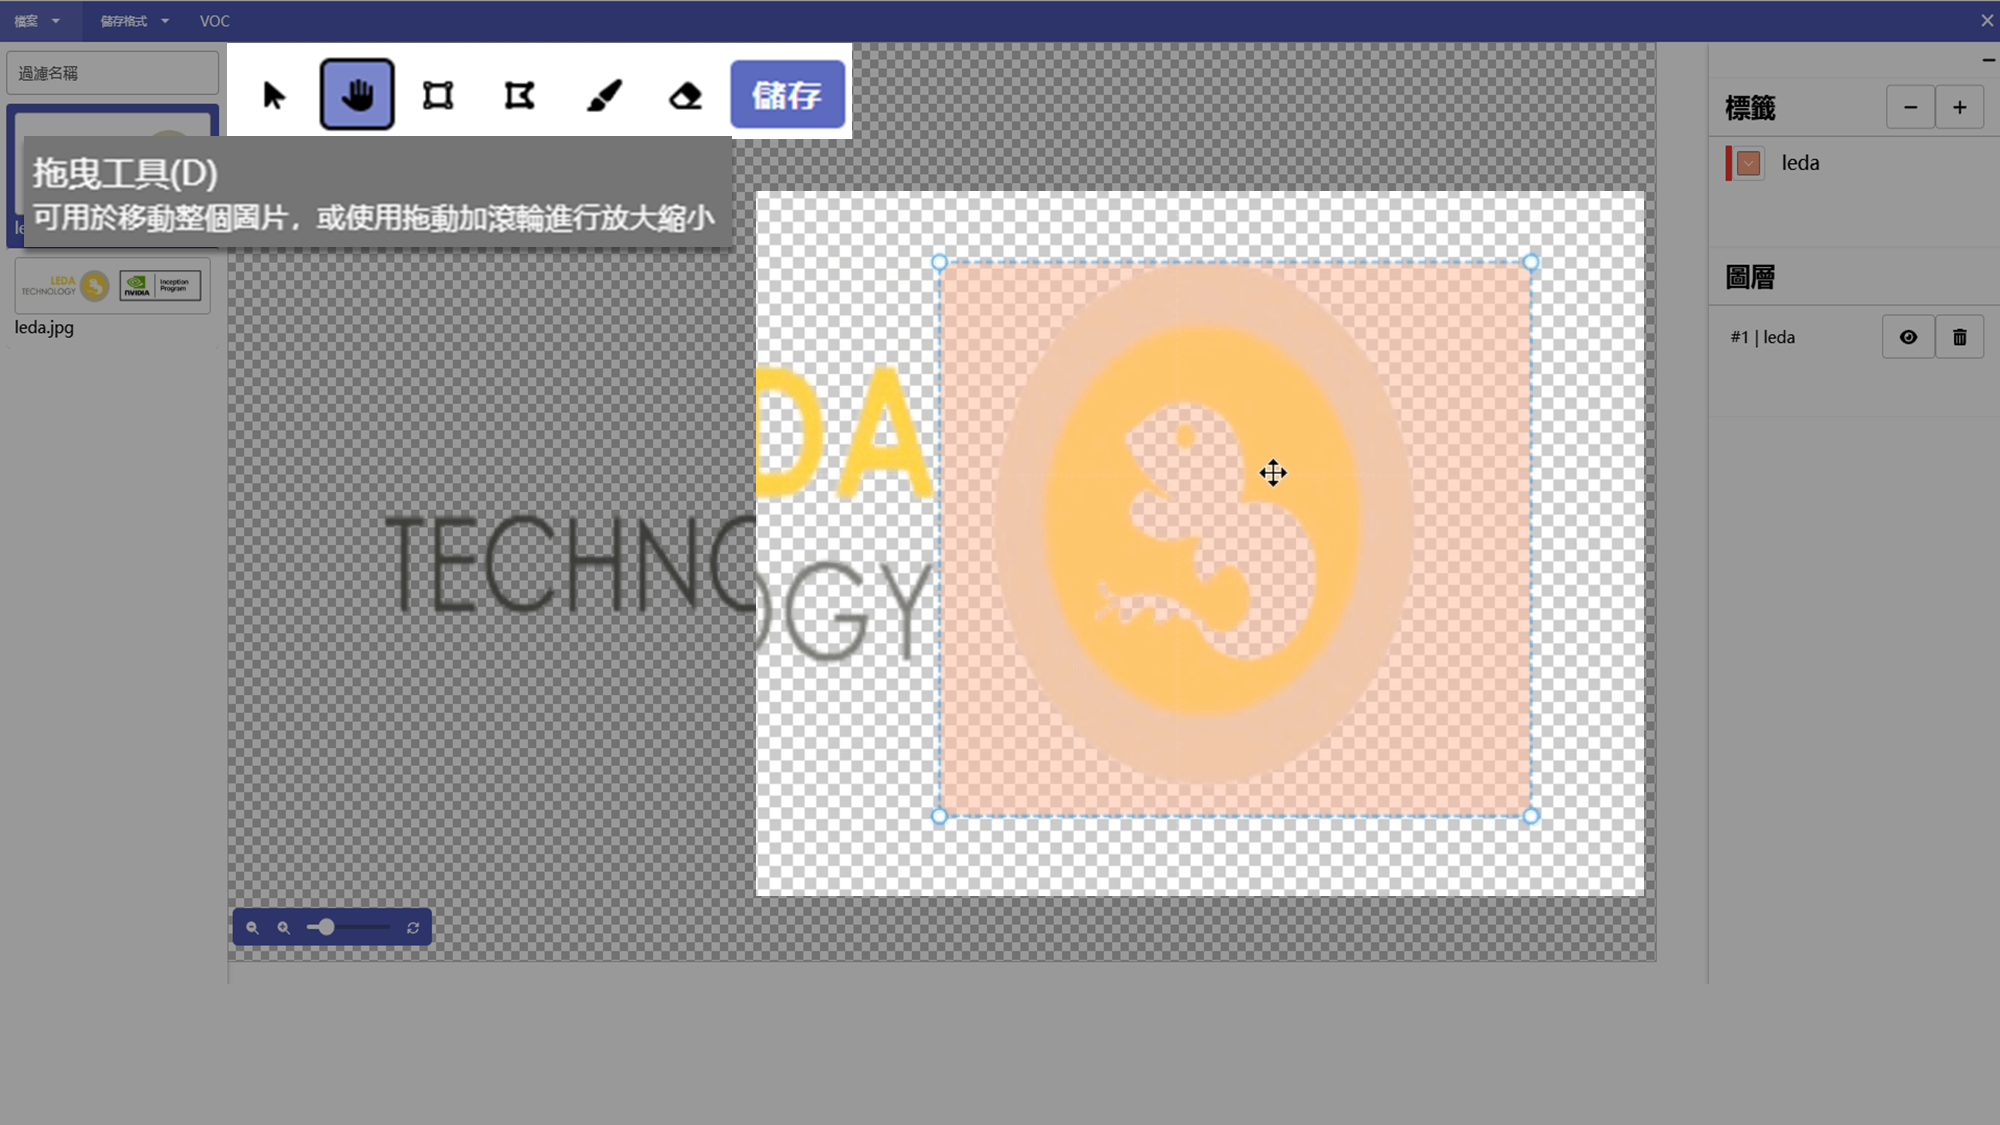 檔案
儲存格式
VOC
過濾名稱
儲存
拖曳工具(D)
可用於移動整個圖片，或使用拖動加滾輪進行放大縮小
LEDA
TECHNOLOGY
NVIDIA
Inception
Program
leda.jpg
DA
TECHNO
OGY
標籤
leda
圖層
#1 | leda